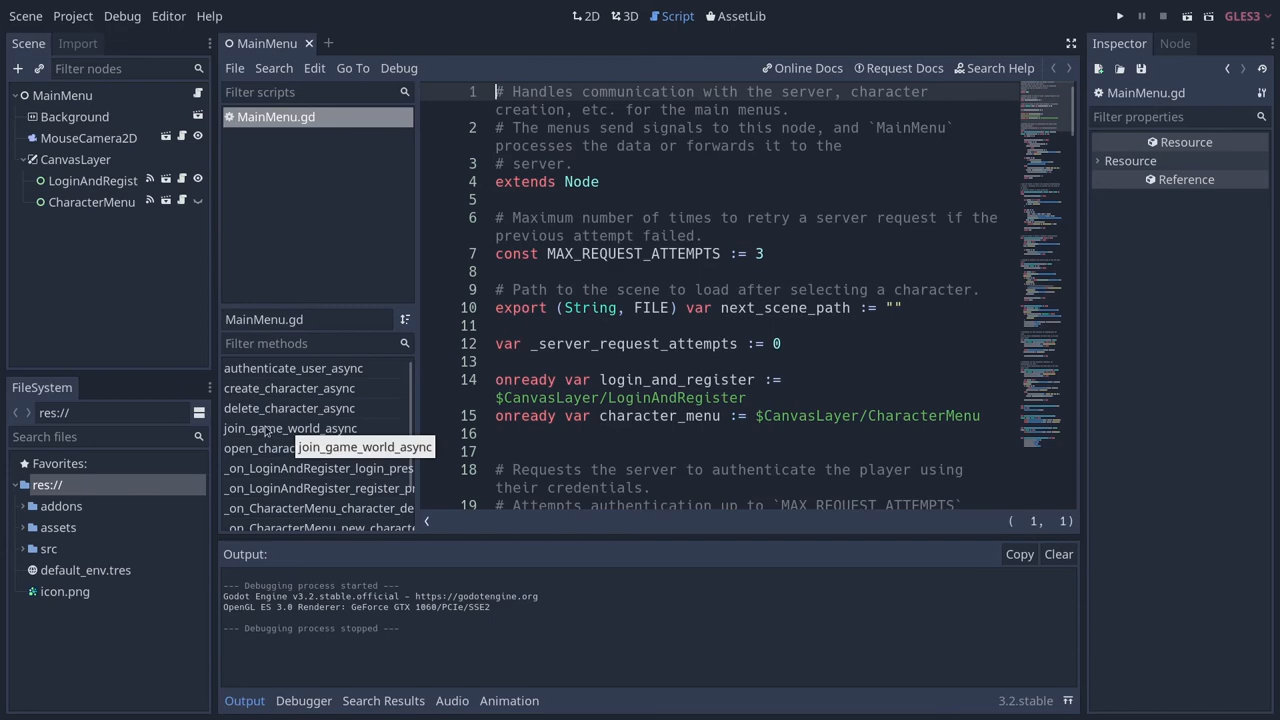 Scene Project Debug Editor Help
2D 3D Script AssetLib
GLES3
Scene Import
Filter nodes
MainMenu
Background
MouseCamera2D
CanvasLayer
LoginAndRegist
CharacterMenu
FileSystem
res://
Search files
Favorites:
res://
addons
assets
src
default_env.tres
icon.png
MainMenu
File Search Edit Go To Debug
Online Docs Request Docs Search Help
Filter scripts
MainMenu.gd
MainMenu.gd
Filter methods
authenticate_user_async
create_character_async
delete_character_async
join_game_world_as
open_charac
join_game_world_async
_on_LoginAndRegister_login_pres
_on_LoginAndRegister_register_pr
_on_CharacterMenu_character_de
_on_CharacterMenu_new_characte
1 # Handles communication with the server, character
creation, etc. for the main menus.
2 # The menus send signals to this node, and `MainMenu`
processes the data or forwards it to the
3 # server.
4 extends Node
5
6 # Maximum number of times to retry a server request if the
previous attempt failed.
7 const MAX_REQUEST_ATTEMPTS := 3
8
9 # Path to the scene to load after selecting a character.
10 export (String, FILE) var next_scene_path := ""
11
12 var _server_request_attempts := 0
13
14 onready var login_and_register :=
$CanvasLayer/LoginAndRegister
15 onready var character_menu := $CanvasLayer/CharacterMenu
16
17
18 # Requests the server to authenticate the player using
their credentials.
19 # Attempts authentication up to `MAX_REQUEST_ATTEMPTS`
( 1, 1)
Output:
Copy Clear
--- Debugging process started ---
Godot Engine v3.2.stable.official - https://godotengine.org
OpenGL ES 3.0 Renderer: GeForce GTX 1060/PCIe/SSE2
--- Debugging process stopped ---
Output Debugger Search Results Audio Animation
3.2.stable
Inspector Node
MainMenu.gd
Filter properties
Resource
Resource
Reference